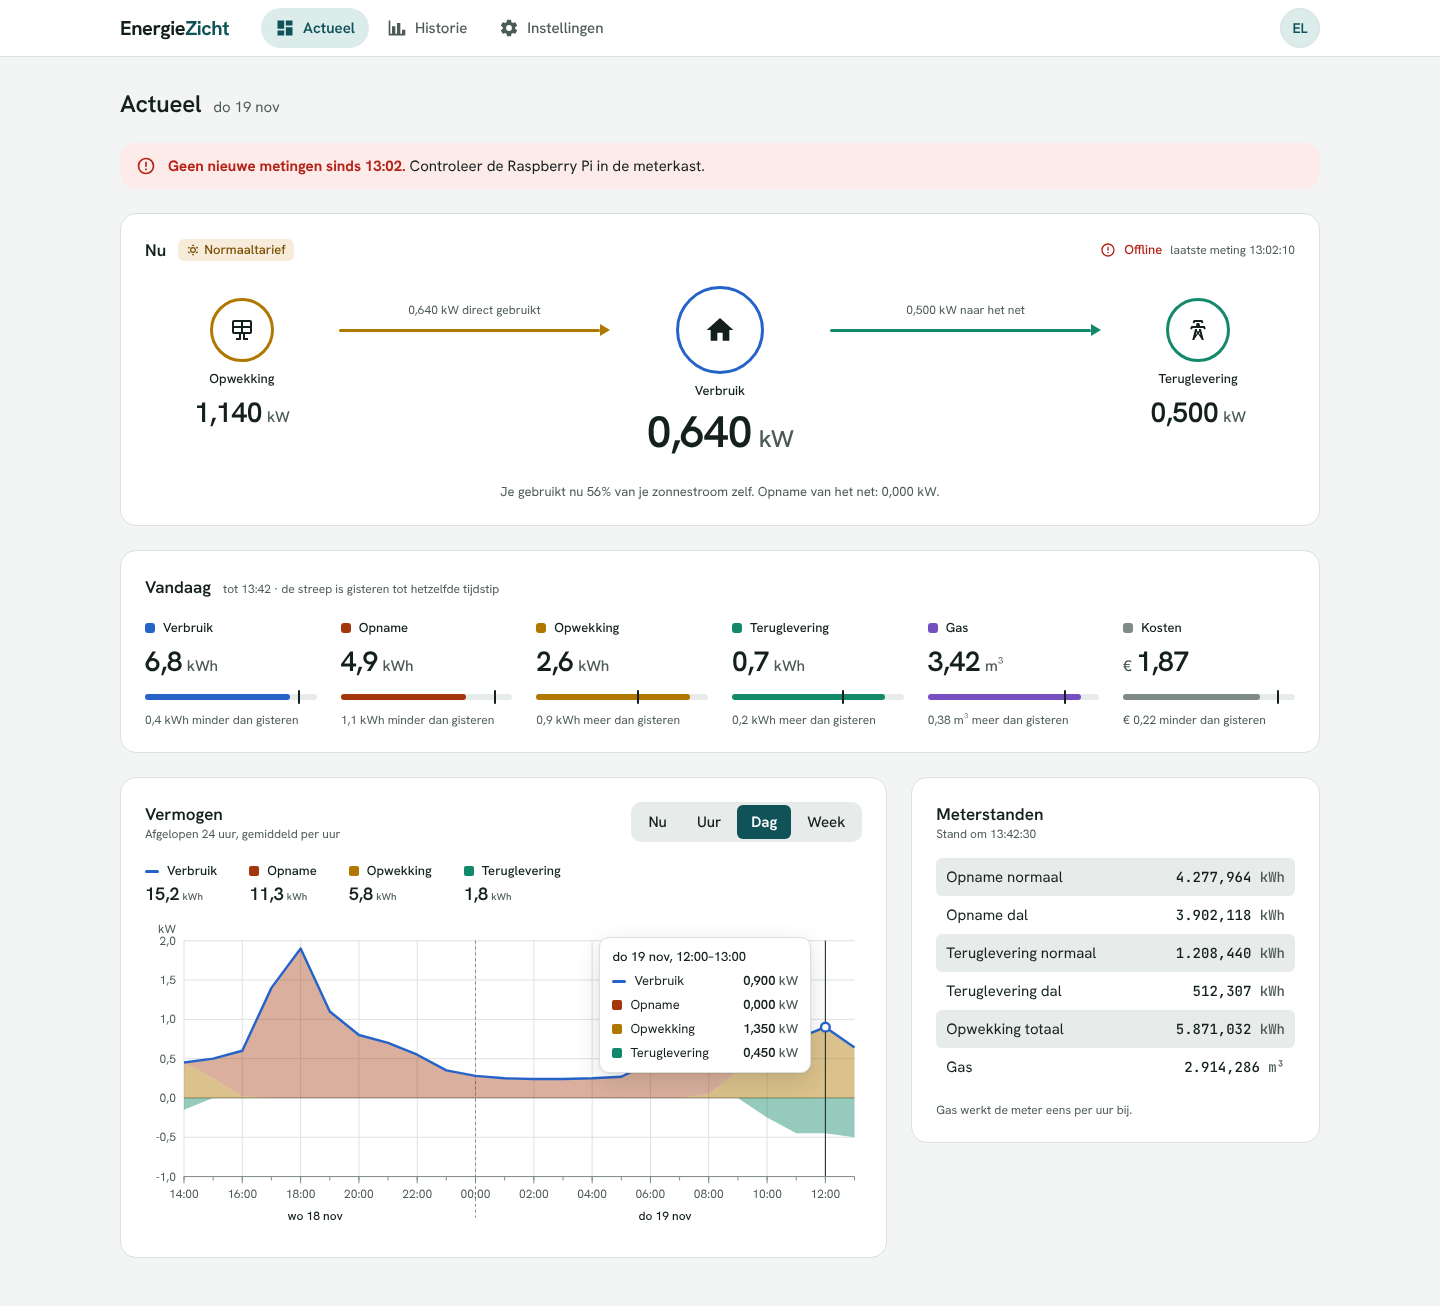 EnergieZicht
Actueel
Historie
Instellingen
EL
Actueel do 19 nov
Geen nieuwe metingen sinds 13:02. Controleer de Raspberry Pi in de meterkast.
Nu
Normaaltarief
Offline laatste meting 13:02:10
0,640 kW direct gebruikt
0,500 kW naar het net
Opwekking
1,140 kW
Verbruik
0,640 kW
Teruglevering
0,500 kW
Je gebruikt nu 56% van je zonnestroom zelf. Opname van het net: 0,000 kW.
Vandaag tot 13:42 · de streep is gisteren tot hetzelfde tijdstip
Verbruik
6,8 kWh
0,4 kWh minder dan gisteren
Opname
4,9 kWh
1,1 kWh minder dan gisteren
Opwekking
2,6 kWh
0,9 kWh meer dan gisteren
Teruglevering
0,7 kWh
0,2 kWh meer dan gisteren
Gas
3,42 m³
0,38 m³ meer dan gisteren
Kosten
€ 1,87
€ 0,22 minder dan gisteren
Vermogen
Afgelopen 24 uur, gemiddeld per uur
Nu
Uur
Dag
Week
Verbruik
15,2 kWh
Opname
11,3 kWh
Opwekking
5,8 kWh
Teruglevering
1,8 kWh
kW
2,0
1,5
1,0
0,5
0,0
-0,5
-1,0
14:00 16:00 18:00 20:00 22:00 00:00 02:00 04:00 06:00 08:00 10:00 12:00
wo 18 nov
do 19 nov
do 19 nov, 12:00–13:00
Verbruik 0,900 kW
Opname 0,000 kW
Opwekking 1,350 kW
Teruglevering 0,450 kW
Meterstanden
Stand om 13:42:30
Opname normaal 4.277,964 kWh
Opname dal 3.902,118 kWh
Teruglevering normaal 1.208,440 kWh
Teruglevering dal 512,307 kWh
Opwekking totaal 5.871,032 kWh
Gas 2.914,286 m³
Gas werkt de meter eens per uur bij.